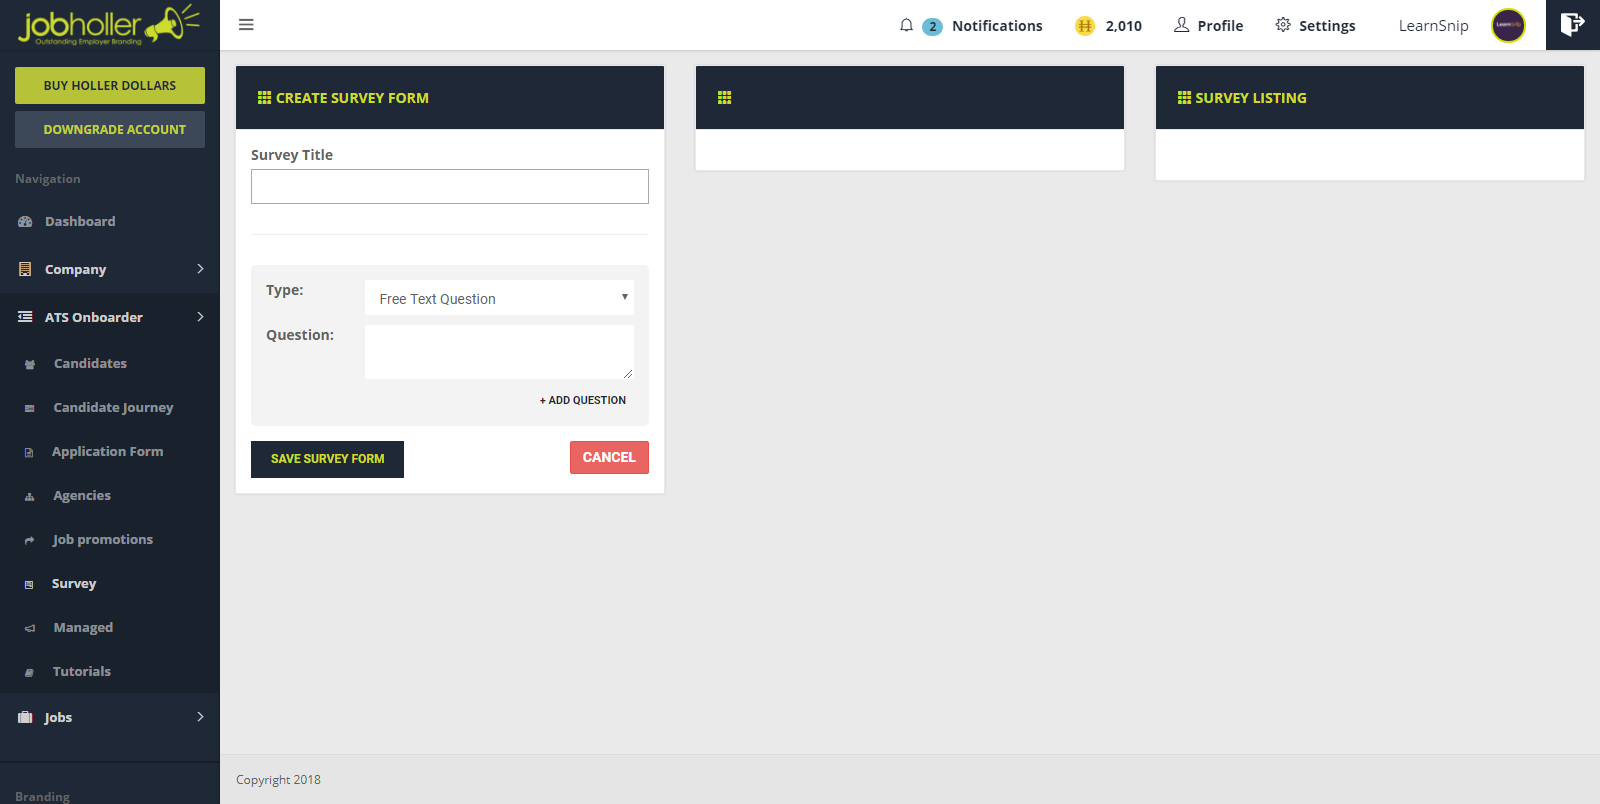 jobholler
Outstanding Employer Branding
2 Notifications 2,010 Profile Settings LearnSnip
BUY HOLLER DOLLARS
DOWNGRADE ACCOUNT
Navigation
Dashboard
Company
ATS Onboarder
Candidates
Candidate Journey
Application Form
Agencies
Job promotions
Survey
Managed
Tutorials
Jobs
Branding
CREATE SURVEY FORM
Survey Title
Type:
Free Text Question
Question:
+ ADD QUESTION
SAVE SURVEY FORM
CANCEL
SURVEY LISTING
Copyright 2018